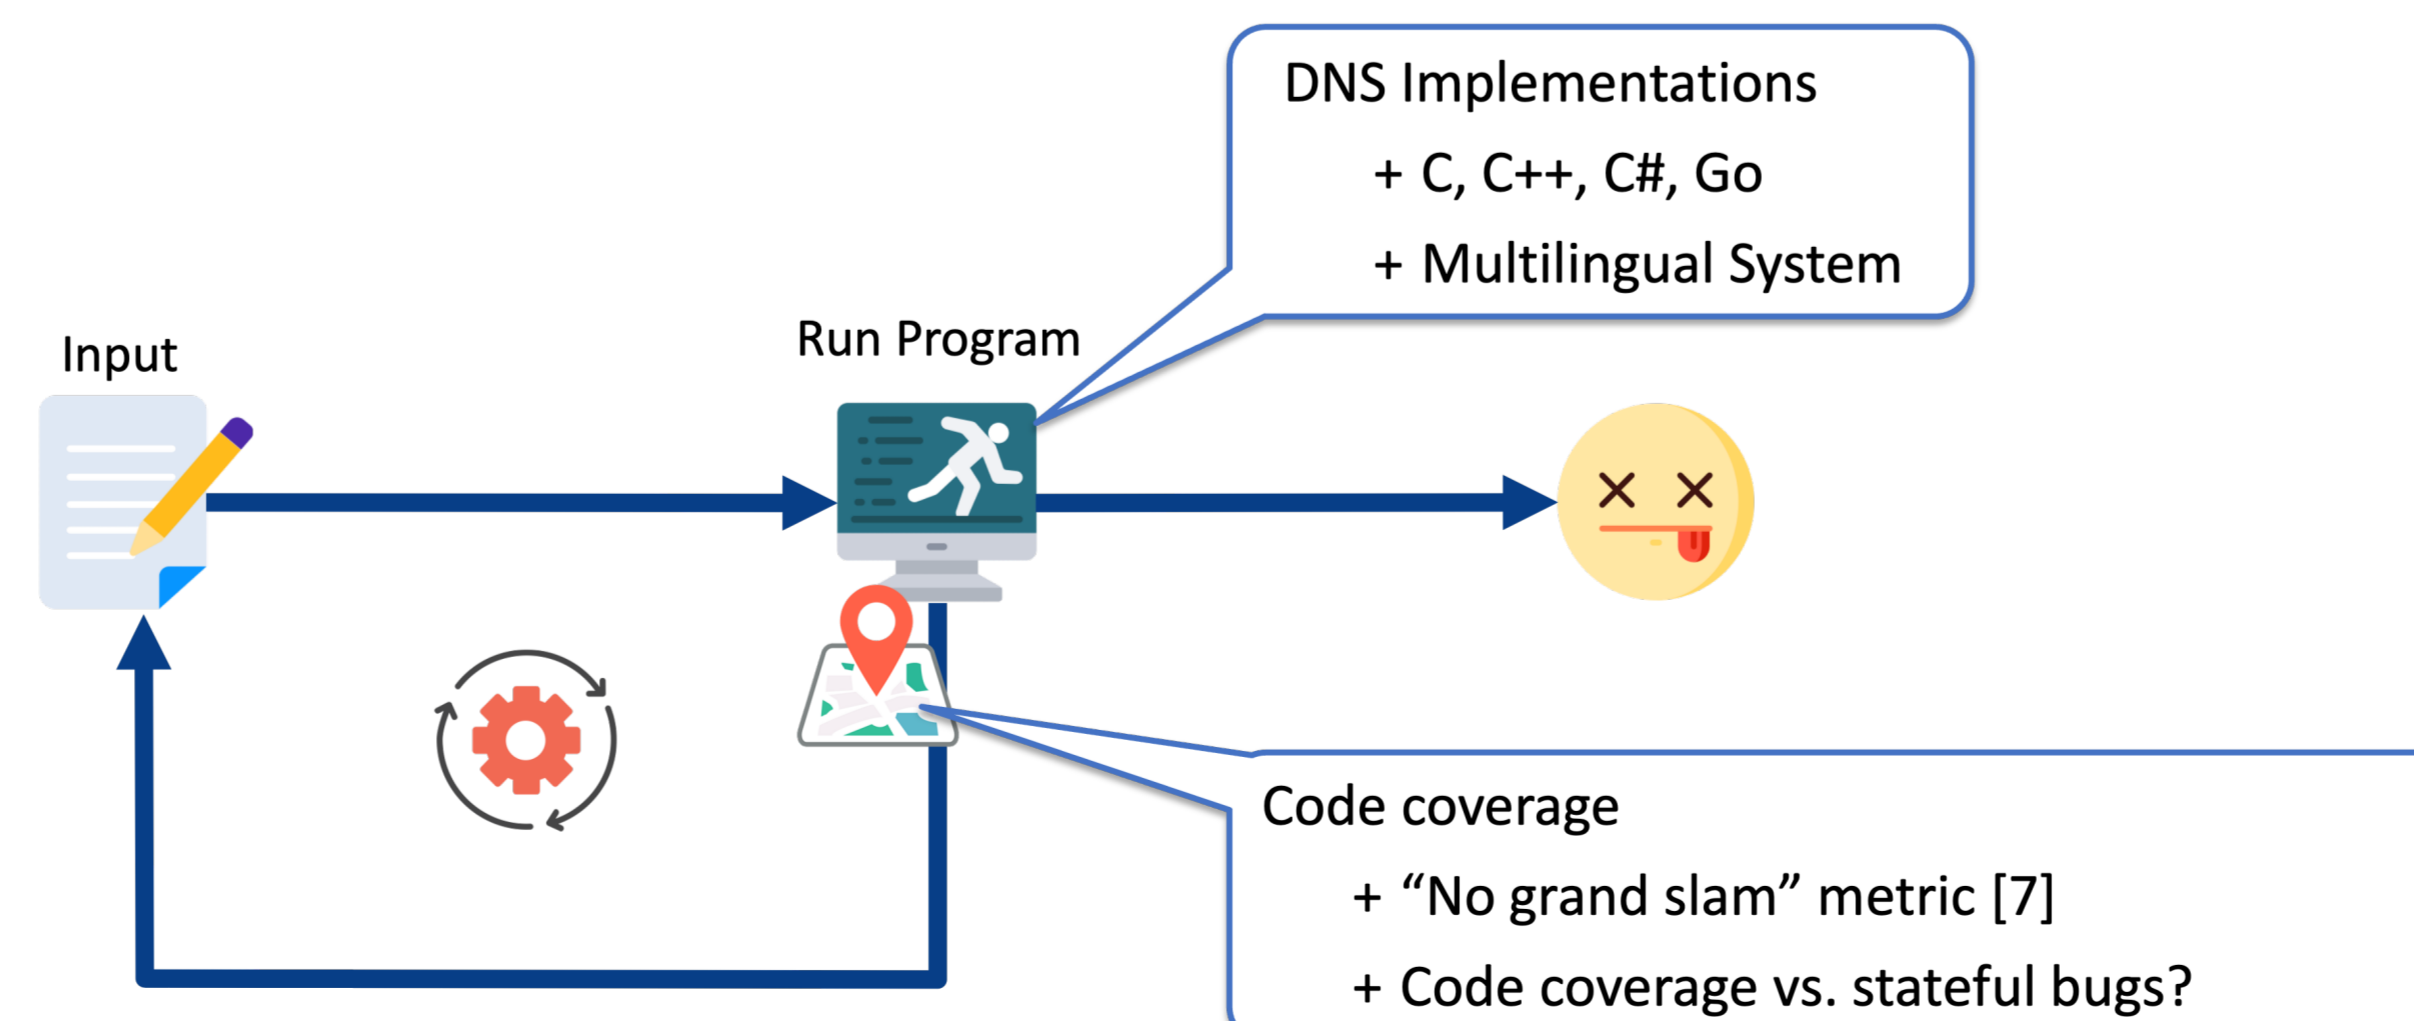 DNS Implementations
+ C, C++, C#, Go
+ Multilingual System
Input
Run Program
Code coverage
+ “No grand slam” metric [7]
+ Code coverage vs. stateful bugs?